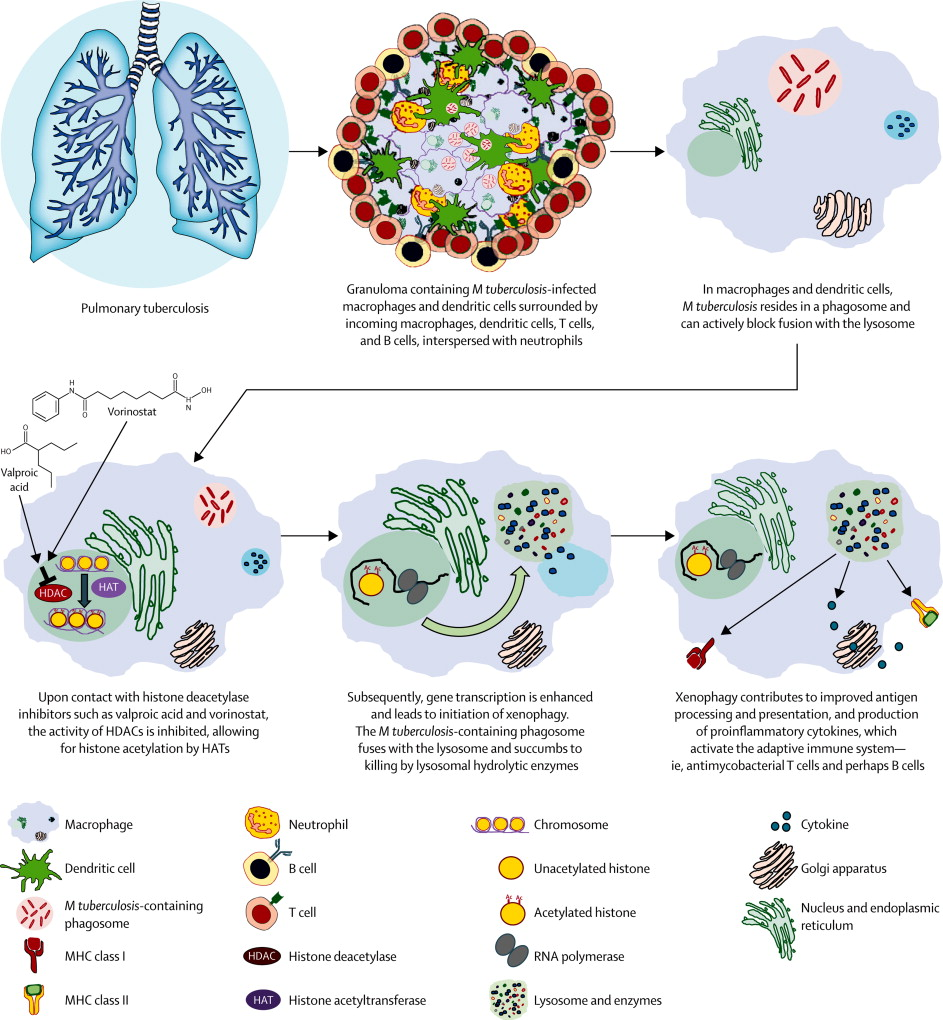 Pulmonary tuberculosis
Granuloma containing M tuberculosis-infected
macrophages and dendritic cells surrounded by
incoming macrophages, dendritic cells, T cells,
and B cells, interspersed with neutrophils
In macrophages and dendritic cells,
M tuberculosis resides in a phagosome and
can actively block fusion with the lysosome
H
N
O
O
N
H
OH
N
Vorinostat
O
HO
Valproic
acid
HDAC
HAT
Ac Ac
Ac Ac
Upon contact with histone deacetylase
inhibitors such as valproic acid and vorinostat,
the activity of HDACs is inhibited, allowing
for histone acetylation by HATs
Subsequently, gene transcription is enhanced
and leads to initiation of xenophagy.
The M tuberculosis-containing phagosome
fuses with the lysosome and succumbs to
killing by lysosomal hydrolytic enzymes
Xenophagy contributes to improved antigen
processing and presentation, and production
of proinflammatory cytokines, which
activate the adaptive immune system—
ie, antimycobacterial T cells and perhaps B cells
Macrophage
Dendritic cell
M tuberculosis-containing
phagosome
MHC class I
MHC class II
Neutrophil
B cell
T cell
HDAC Histone deacetylase
HAT Histone acetyltransferase
Chromosome
Unacetylated histone
Ac Ac
Acetylated histone
RNA polymerase
Lysosome and enzymes
Cytokine
Golgi apparatus
Nucleus and endoplasmic
reticulum